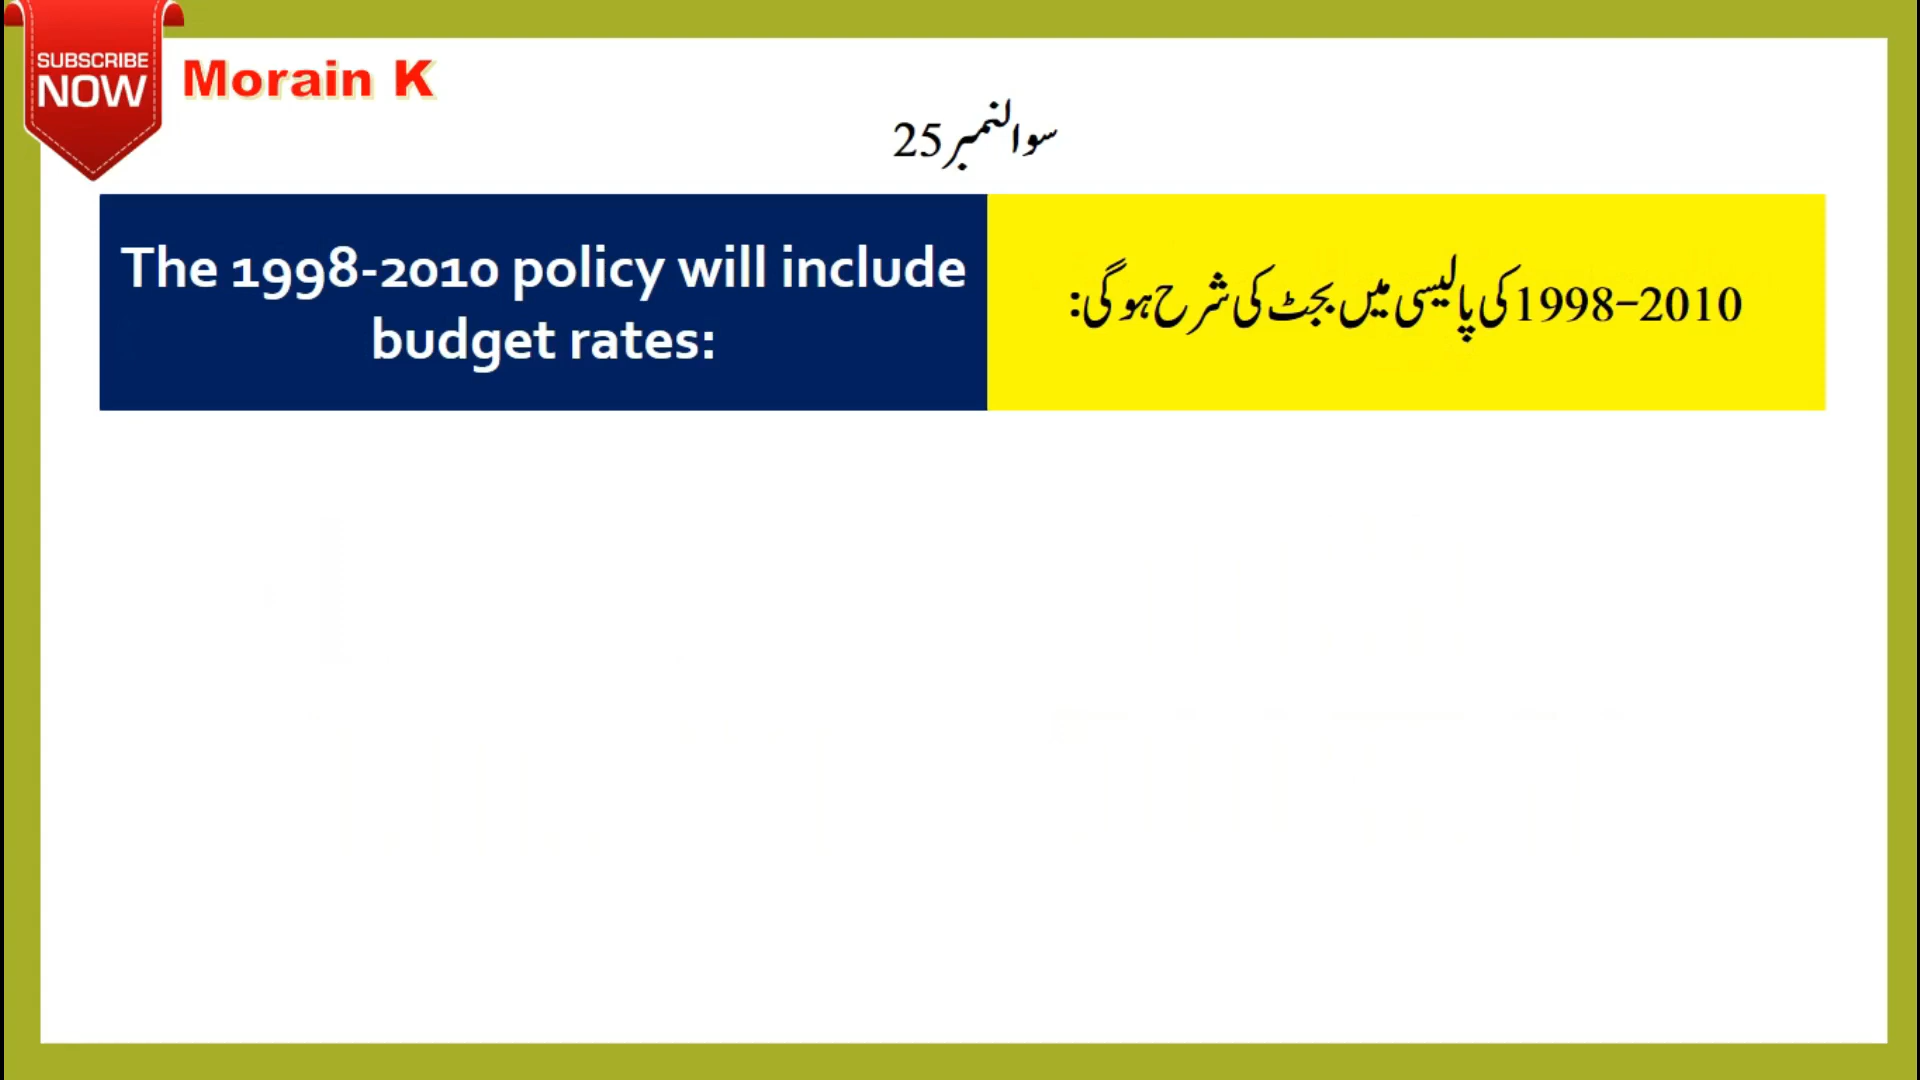 SUBSCRIBE
NOW
Morain K
سوالنمبر 25
The 1998-2010 policy will include
budget rates:
1998-2010 کی پالیسی میں بجٹ کی شرح ہوگی: